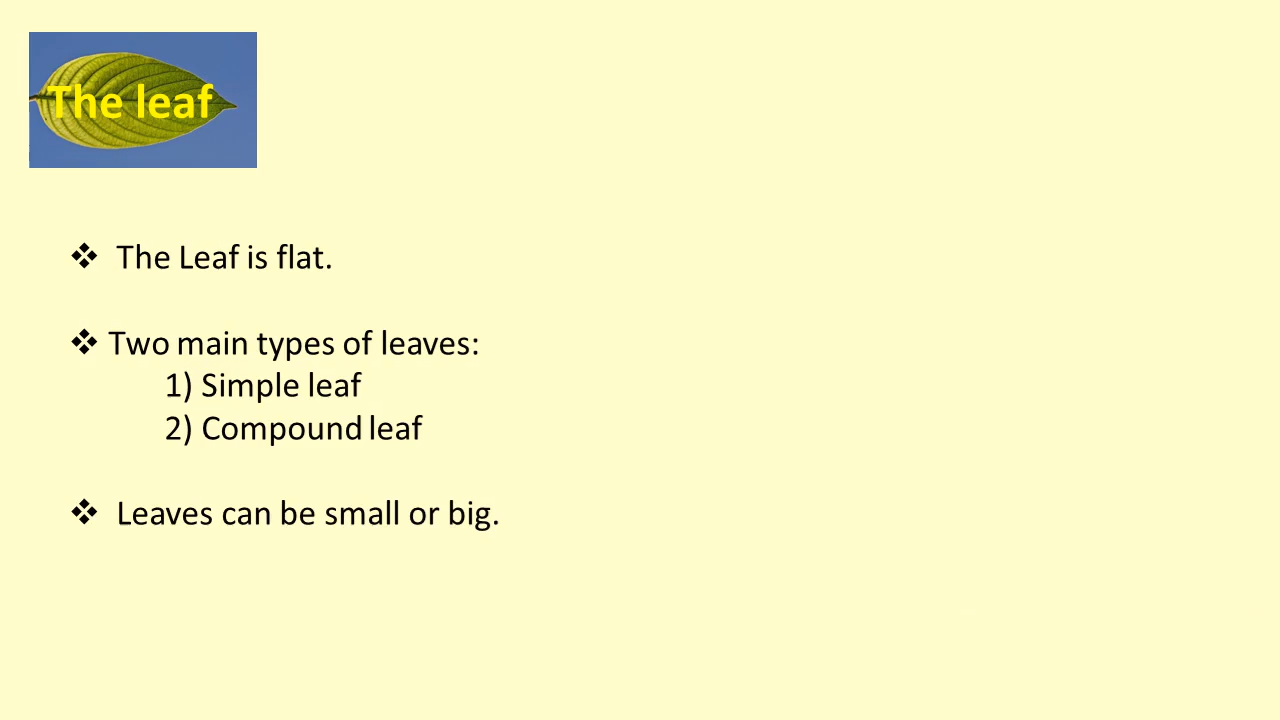 The leaf
❖ The Leaf is flat.
❖ Two main types of leaves:
1) Simple leaf
2) Compound leaf
❖ Leaves can be small or big.